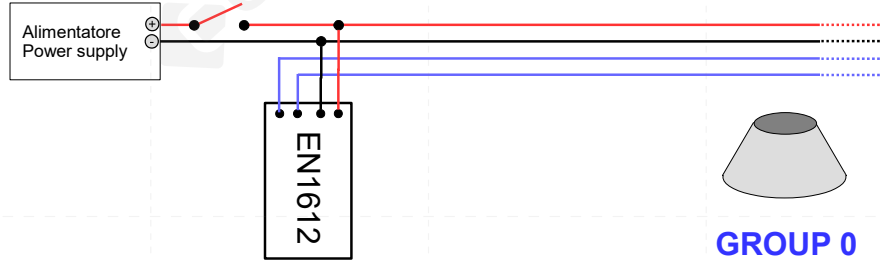 Alimentatore
Power supply
+
-
EN1612
GROUP 0